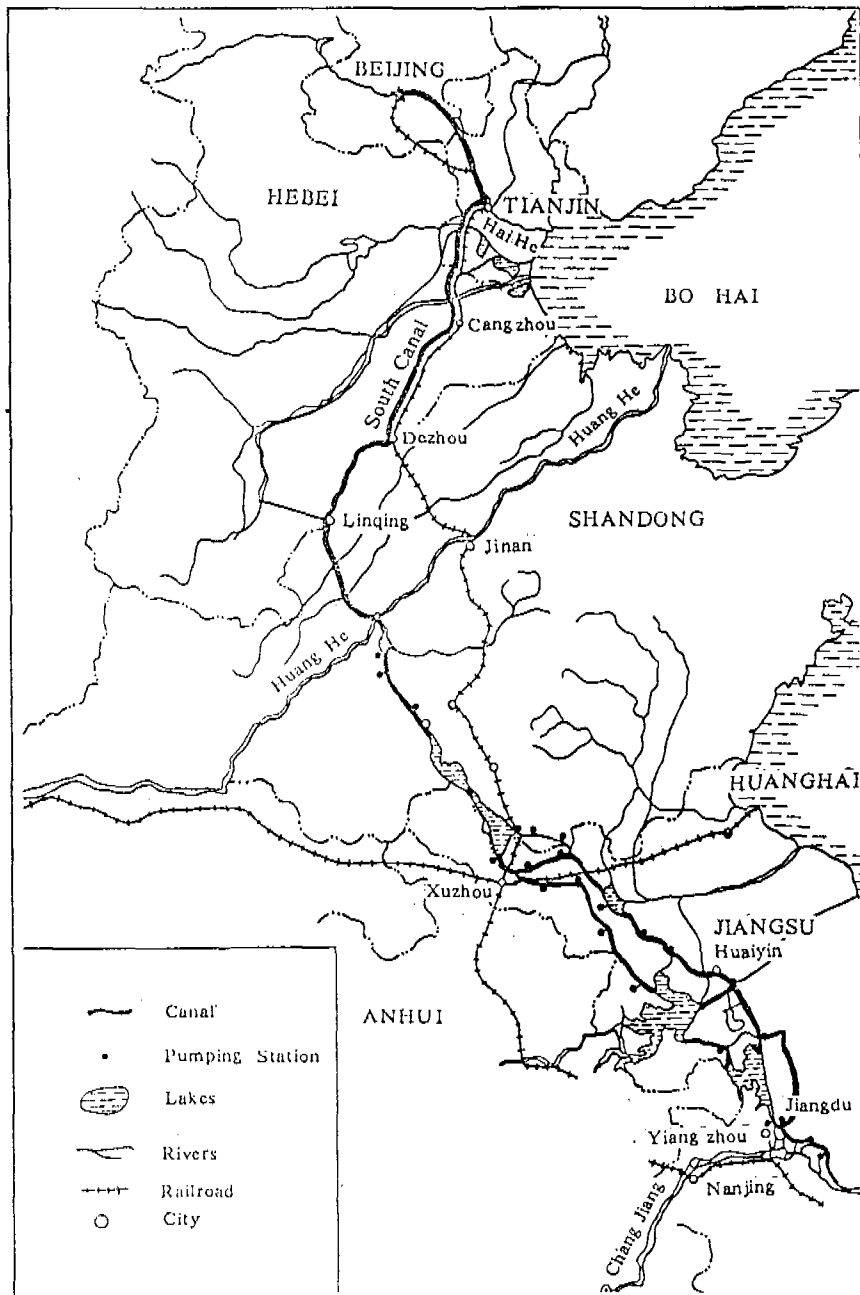 BEIJING
HEBEI
TIANJIN
Hai He
BO HAI
Cangzhou
South Canal
Huang He
Dezhou
Linqing
SHANDONG
Jinan
Huang He
HUANGHAI
Xuzhou
JIANGSU
Huaiyin
ANHUI
Canal
Pumping Station
Lakes
Jiangdu
Yiang zhou
Rivers
Railroad
Nanjing
City
Chang Jiang